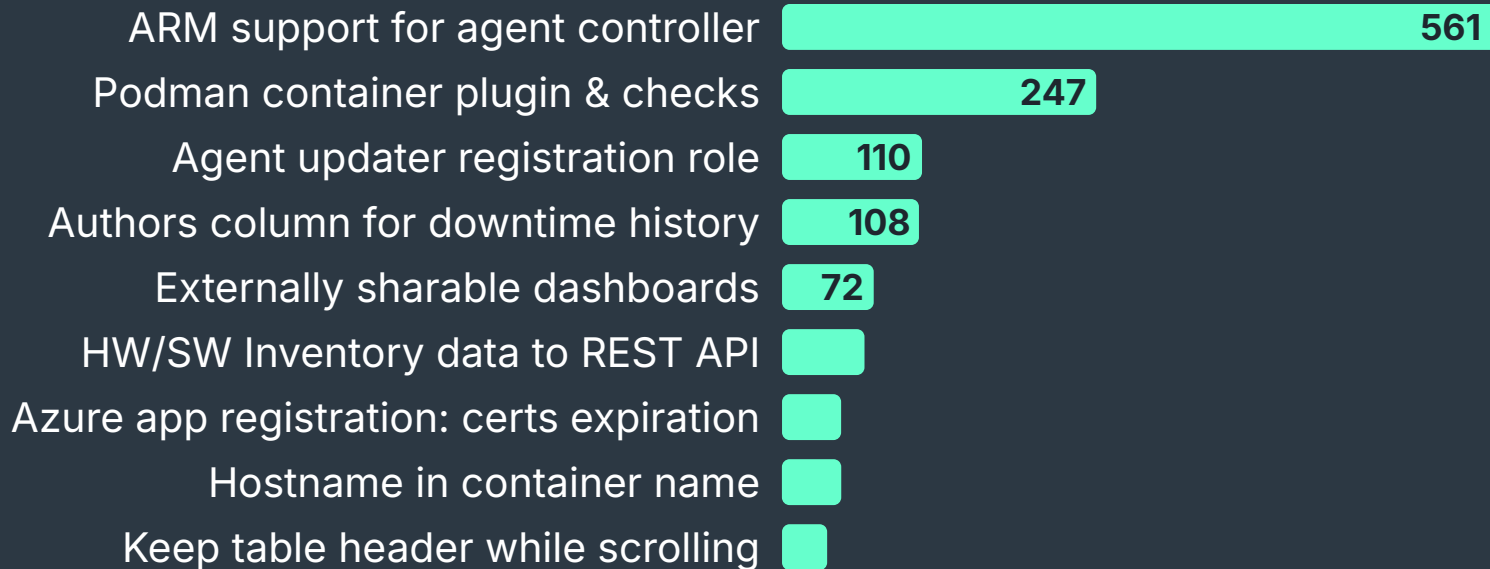 ARM support for agent controller 561
Podman container plugin & checks 247
Agent updater registration role 110
Authors column for downtime history 108
Externally sharable dashboards 72
HW/SW Inventory data to REST API
Azure app registration: certs expiration
Hostname in container name
Keep table header while scrolling